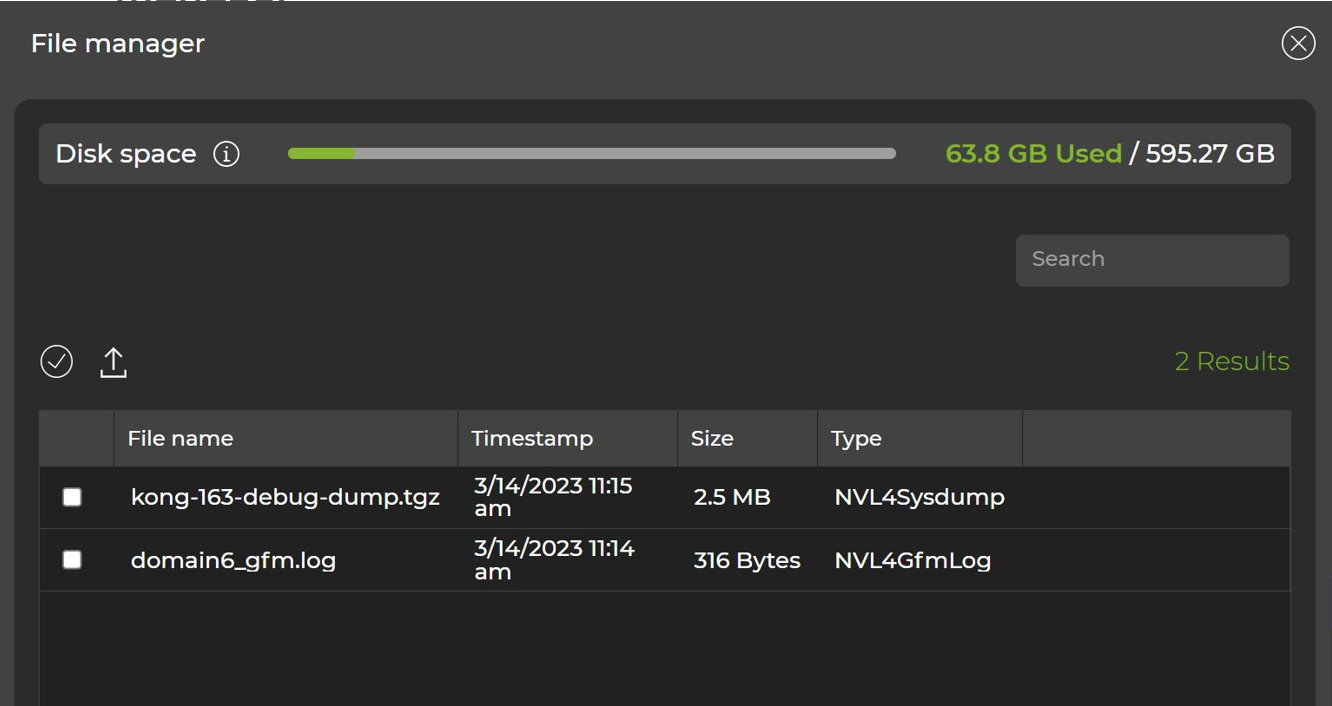 File manager
Disk space
63.8 GB Used / 595.27 GB
Search
2 Results
File name Timestamp Size Type
kong-163-debug-dump.tgz 3/14/2023 11:15 am 2.5 MB NVL4Sysdump
domain6_gfm.log 3/14/2023 11:14 am 316 Bytes NVL4GfmLog